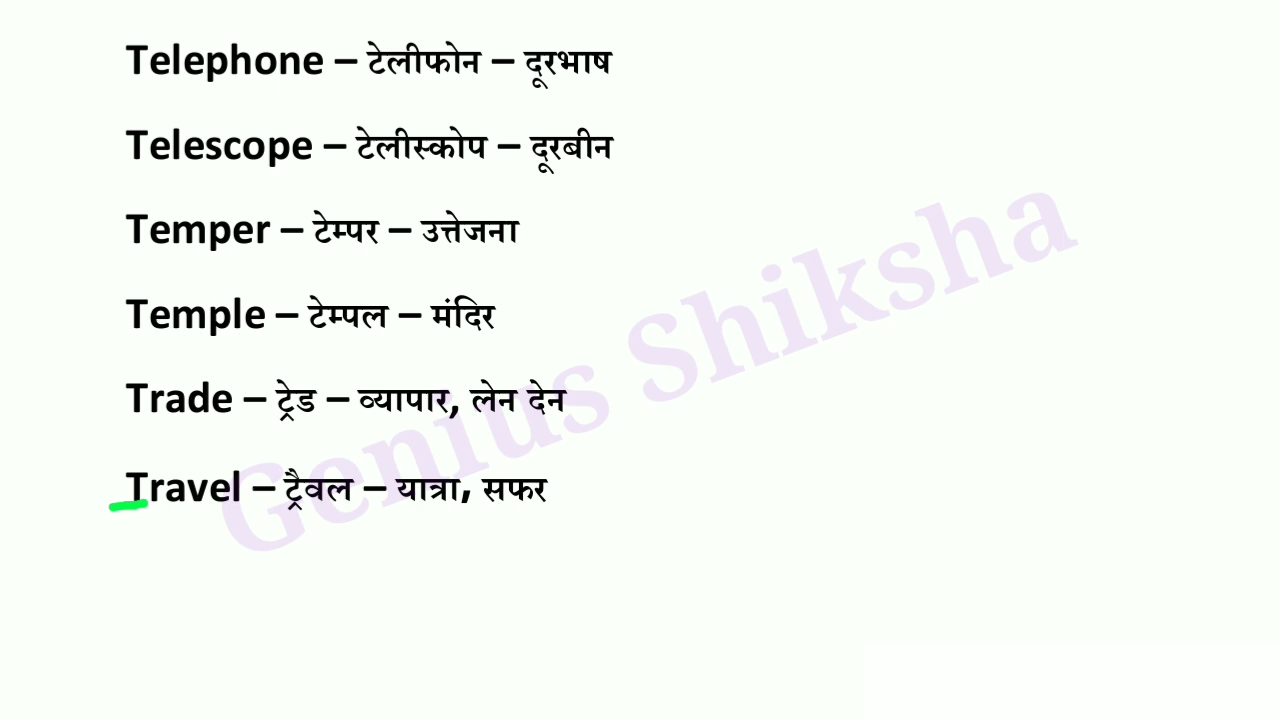 Telephone – टेलीफोन – दूरभाष
Telescope – टेलीस्कोप – दूरबीन
Temper – टेम्पर – उत्तेजना
Temple – टेम्पल – मंदिर
Trade – ट्रेड – व्यापार, लेन देन
Travel – ट्रैवल – यात्रा, सफर
Genius Shiksha